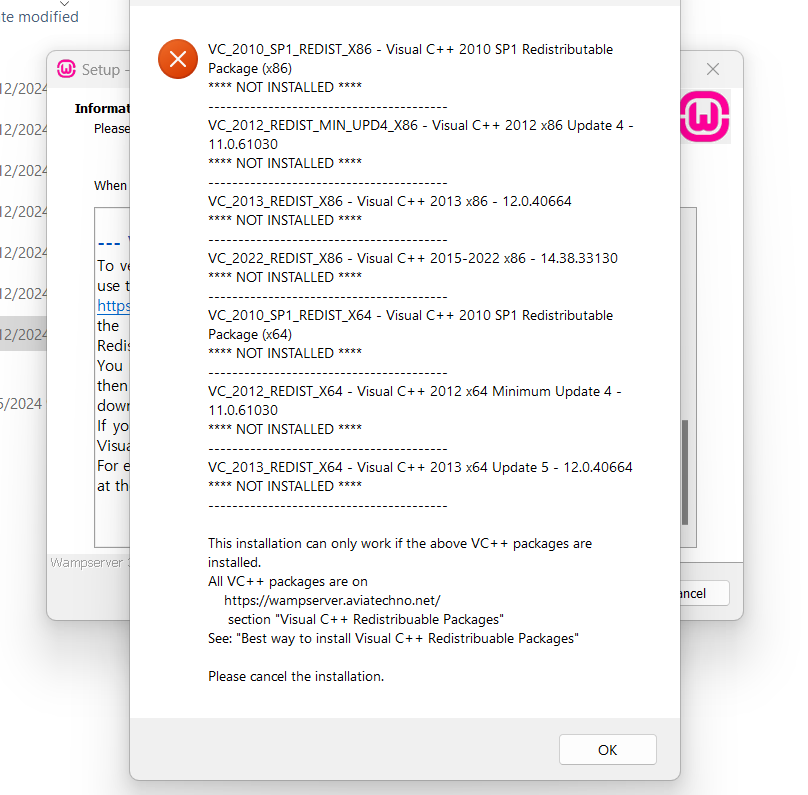 te modified
12/2024
12/2024
12/2024
12/2024
12/2024
12/2024
12/2024
5/2024
Setup -
Informat
Please
When
---
To ve
use t
https
the
Redis
You
then
down
If yo
Visua
For e
at th
Wampserver
ancel
VC_2010_SP1_REDIST_X86 - Visual C++ 2010 SP1 Redistributable
Package (x86)
**** NOT INSTALLED ****
----------------------------------------
VC_2012_REDIST_MIN_UPD4_X86 - Visual C++ 2012 x86 Update 4 -
11.0.61030
**** NOT INSTALLED ****
----------------------------------------
VC_2013_REDIST_X86 - Visual C++ 2013 x86 - 12.0.40664
**** NOT INSTALLED ****
----------------------------------------
VC_2022_REDIST_X86 - Visual C++ 2015-2022 x86 - 14.38.33130
**** NOT INSTALLED ****
----------------------------------------
VC_2010_SP1_REDIST_X64 - Visual C++ 2010 SP1 Redistributable
Package (x64)
**** NOT INSTALLED ****
----------------------------------------
VC_2012_REDIST_X64 - Visual C++ 2012 x64 Minimum Update 4 -
11.0.61030
**** NOT INSTALLED ****
----------------------------------------
VC_2013_REDIST_X64 - Visual C++ 2013 x64 Update 5 - 12.0.40664
**** NOT INSTALLED ****
----------------------------------------
This installation can only work if the above VC++ packages are
installed.
All VC++ packages are on
https://wampserver.aviatechno.net/
section "Visual C++ Redistribuable Packages"
See: "Best way to install Visual C++ Redistribuable Packages"
Please cancel the installation.
OK